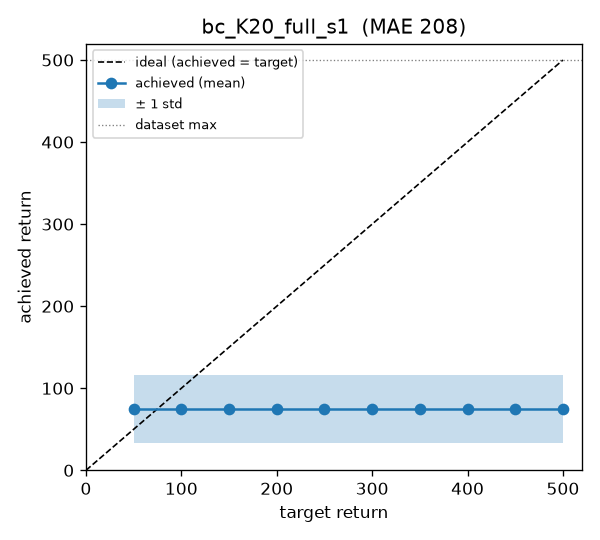 bc_K20_full_s1  (MAE 208)
ideal (achieved = target)
achieved (mean)
± 1 std
dataset max
500
400
300
200
100
0
achieved return
0 100 200 300 400 500
target return